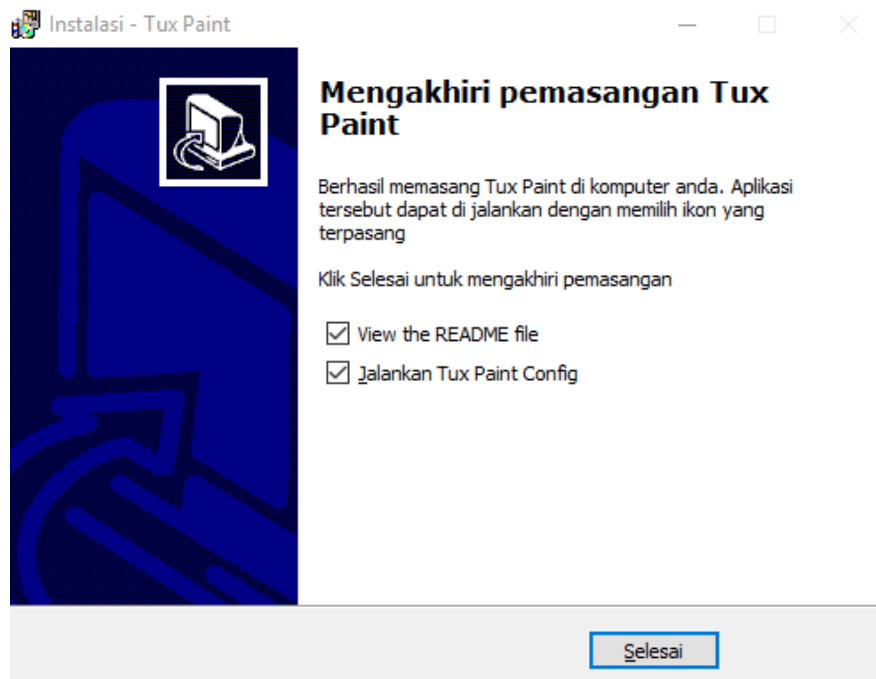 Instalasi - Tux Paint
Mengakhiri pemasangan Tux
Paint
Berhasil memasang Tux Paint di komputer anda. Aplikasi
tersebut dapat di jalankan dengan memilih ikon yang
terpasang
Klik Selesai untuk mengakhiri pemasangan
View the README file
Jalankan Tux Paint Config
Selesai